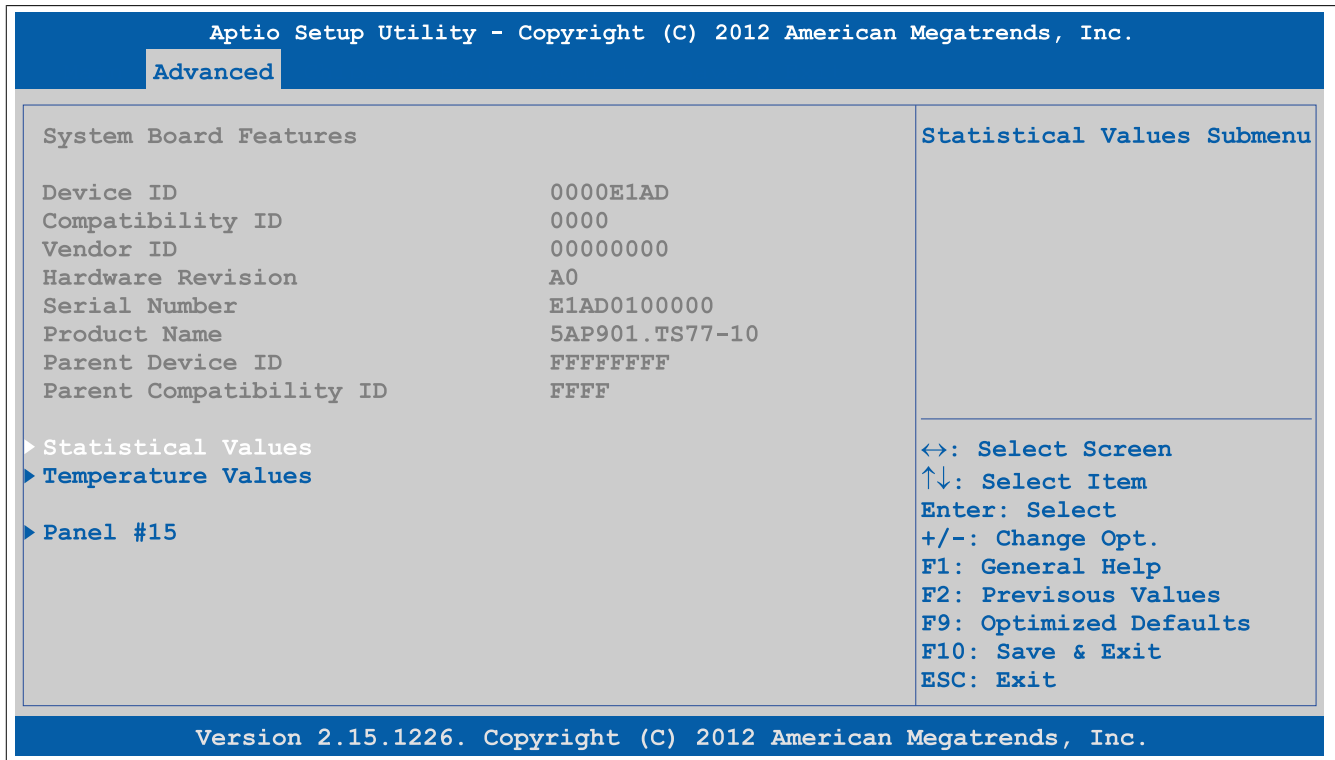 Aptio Setup Utility - Copyright (C) 2012 American Megatrends, Inc.
Advanced
System Board Features
Device ID 0000E1AD
Compatibility ID 0000
Vendor ID 00000000
Hardware Revision A0
Serial Number E1AD0100000
Product Name 5AP901.TS77-10
Parent Device ID FFFFFFFF
Parent Compatibility ID FFFF
Statistical Values
Temperature Values
Panel #15
Statistical Values Submenu
↔: Select Screen
↑↓: Select Item
Enter: Select
+/-: Change Opt.
F1: General Help
F2: Previsous Values
F9: Optimized Defaults
F10: Save & Exit
ESC: Exit
Version 2.15.1226. Copyright (C) 2012 American Megatrends, Inc.